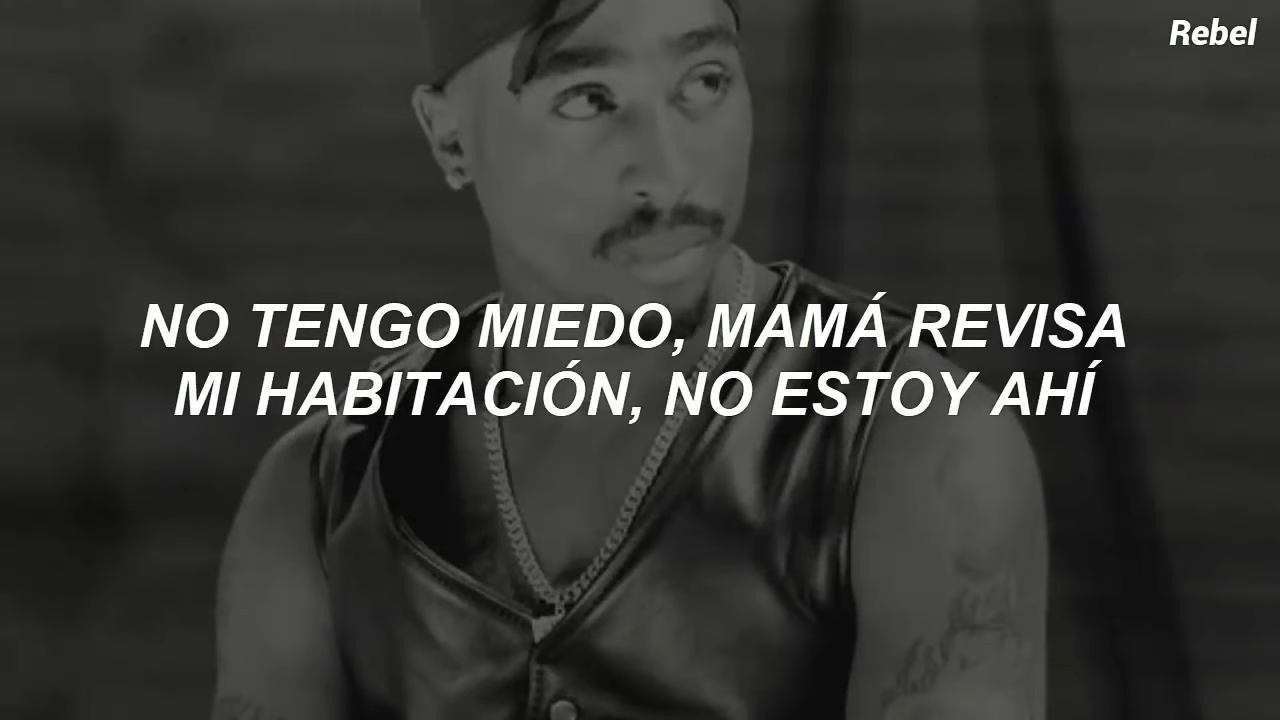 Rebel
NO TENGO MIEDO, MAMÁ REVISA
MI HABITACIÓN, NO ESTOY AHÍ